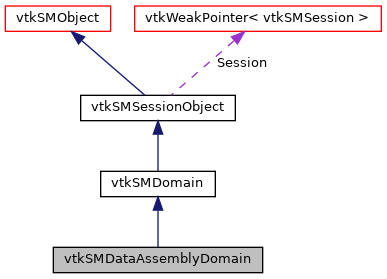 vtkSMObject
vtkWeakPointer< vtkSMSession >
Session
vtkSMSessionObject
vtkSMDomain
vtkSMDataAssemblyDomain